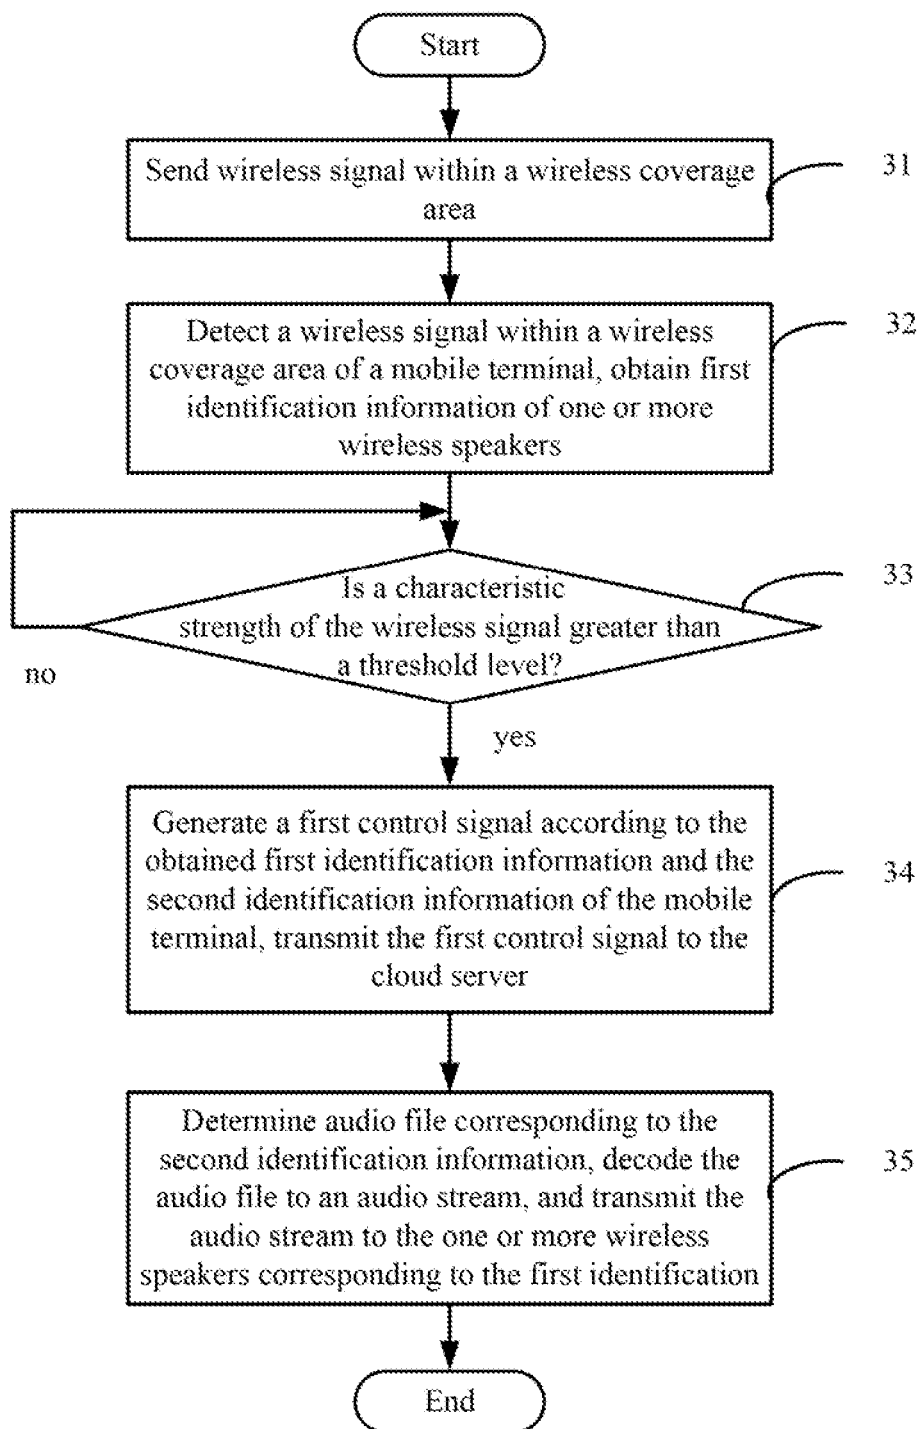 Start
Send wireless signal within a wireless coverage
area
31
Detect a wireless signal within a wireless
coverage area of a mobile terminal, obtain first
identification information of one or more
wireless speakers
32
Is a characteristic
strength of the wireless signal greater than
a threshold level?
33
no
yes
Generate a first control signal according to the
obtained first identification information and the
second identification information of the mobile
terminal, transmit the first control signal to the
cloud server
34
Determine audio file corresponding to the
second identification information, decode the
audio file to an audio stream, and transmit the
audio stream to the one or more wireless
speakers corresponding to the first identification
35
End